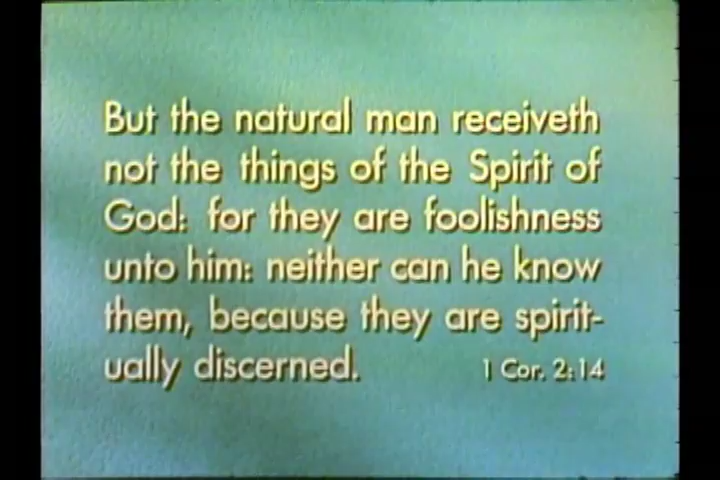 But the natural man receiveth
not the things of the Spirit of
God: for they are foolishness
unto him: neither can he know
them, because they are spirit-
ually discerned.
1 Cor. 2:14